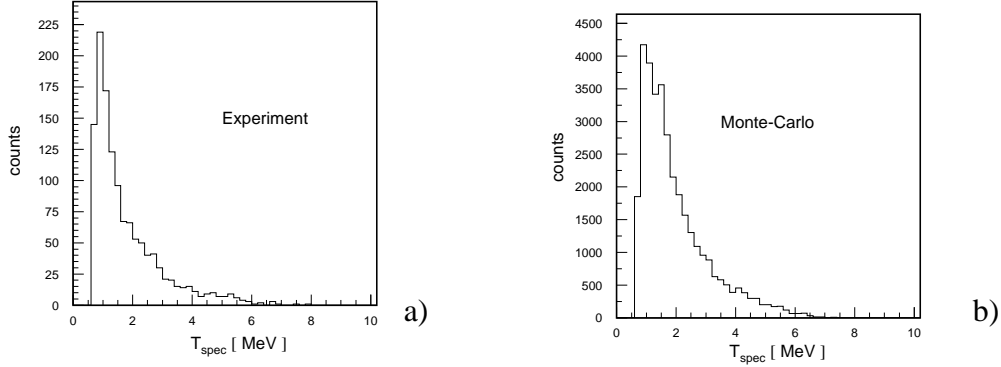 225
200
175
150
125
100
75
50
25
0
counts
Experiment
0 2 4 6 8 10
T_spec [ MeV ]
a)
4500
4000
3500
3000
2500
2000
1500
1000
500
0
counts
Monte-Carlo
0 2 4 6 8 10
T_spec [ MeV ]
b)